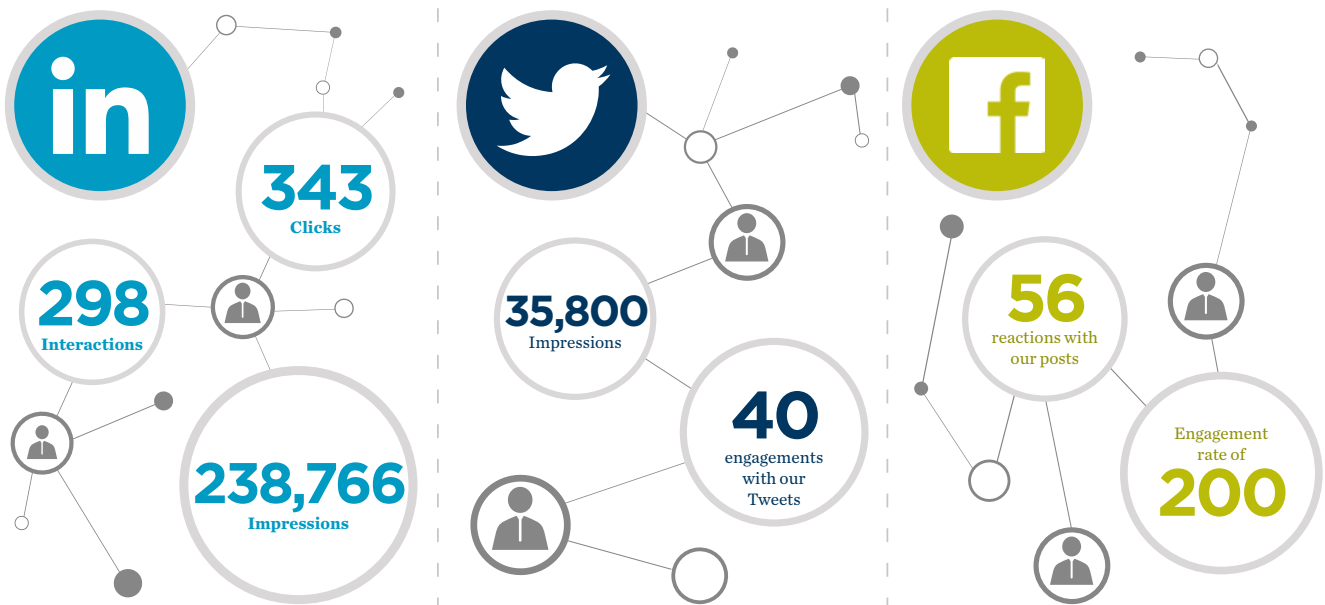 in
343
Clicks
298
Interactions
238,766
Impressions
35,800
Impressions
40
engagements
with our
Tweets
f
56
reactions with
our posts
Engagement
rate of
200